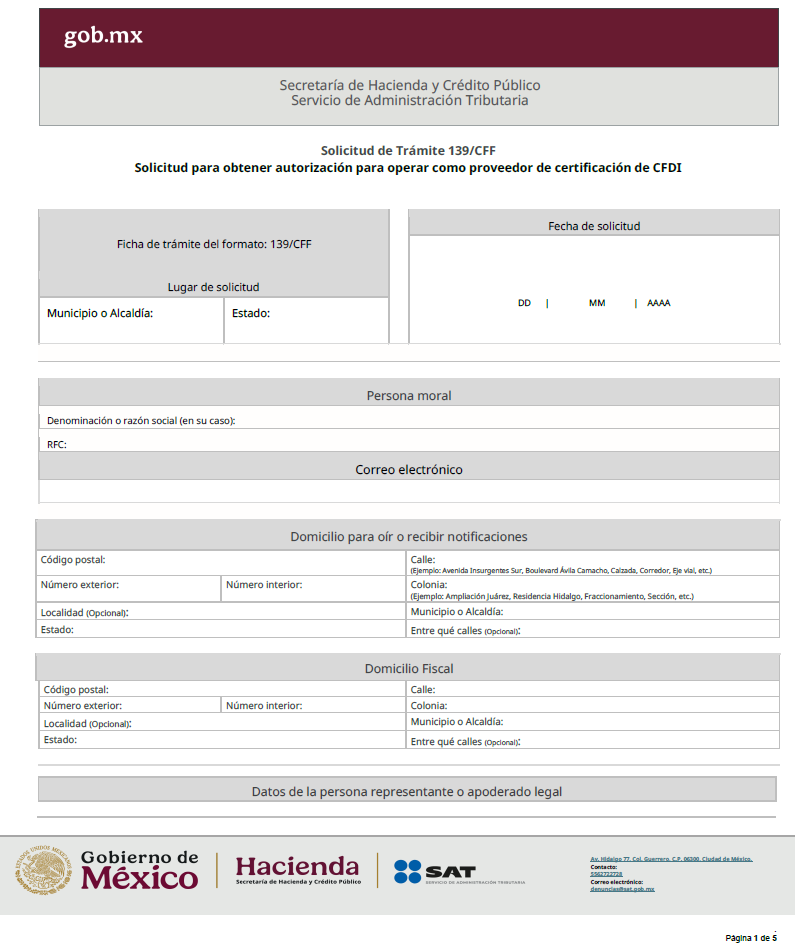 gob.mx
Secretaría de Hacienda y Crédito Público
Servicio de Administración Tributaria
Solicitud de Trámite 139/CFF
Solicitud para obtener autorización para operar como proveedor de certificación de CFDI
Ficha de trámite del formato: 139/CFF
Lugar de solicitud
Municipio o Alcaldía:
Estado:
Fecha de solicitud
DD | MM | AAAA
Persona moral
Denominación o razón social (en su caso):
RFC:
Correo electrónico
Domicilio para oír o recibir notificaciones
Código postal:
Calle:
(Ejemplo: Avenida Insurgentes Sur, Boulevard Ávila Camacho, Calzada, Corredor, Eje vial, etc.)
Número exterior:
Número interior:
Colonia:
(Ejemplo: Ampliación Juárez, Residencia Hidalgo, Fraccionamiento, Sección, etc.)
Localidad (Opcional):
Municipio o Alcaldía:
Estado:
Entre qué calles (Opcional):
Domicilio Fiscal
Código postal:
Calle:
Número exterior:
Número interior:
Colonia:
Localidad (Opcional):
Municipio o Alcaldía:
Estado:
Entre qué calles (Opcional):
Datos de la persona representante o apoderado legal
ESTADOS UNIDOS MEXICANOS
Gobierno de
México
Hacienda
Secretaría de Hacienda y Crédito Público
SAT
SERVICIO DE ADMINISTRACIÓN TRIBUTARIA
Av. Hidalgo 77, Col. Guerrero, C.P. 06300, Ciudad de México.
Contacto:
5562722728
Correo electrónico:
denuncias@sat.gob.mx
.
Página 1 de 5